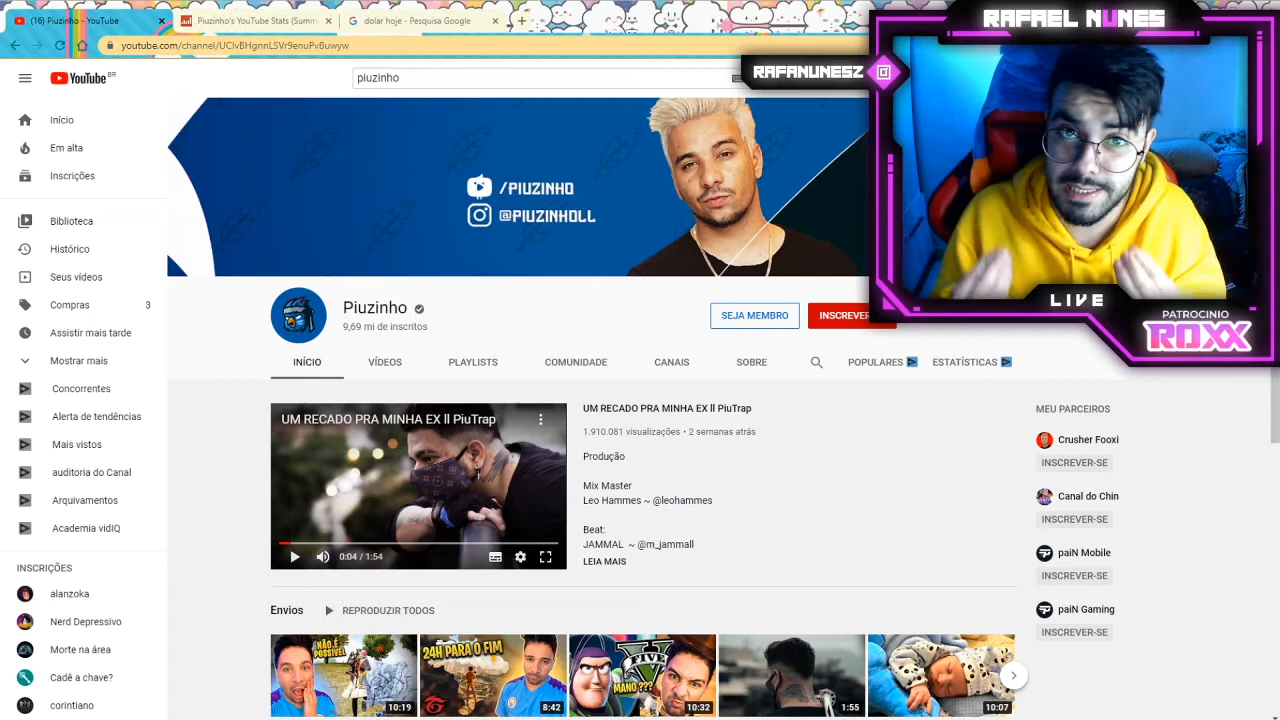 (16) Piuzinho - YouTube
Piuzinho's YouTube Stats (Summ
dolar hoje - Pesquisa Google
youtube.com/channel/UClvBHgnnLSVr9enuPvBuwyw
YouTube BR
piuzinho
RAFAEL NUNES
RAFANUNESZ
LIVE
PATROCINIO
ROXX
Início
Em alta
Inscrições
Biblioteca
Histórico
Seus vídeos
Compras 3
Assistir mais tarde
Mostrar mais
Concorrentes
Alerta de tendências
Mais vistos
auditoria do Canal
Arquivamentos
Academia vidIQ
INSCRIÇÕES
alanzoka
Nerd Depressivo
Morte na área
Cadê a chave?
corintiano
/PIUZINHO
@PIUZINHOLL
Piuzinho
9,69 mi de inscritos
SEJA MEMBRO
INSCREVER
INÍCIO
VÍDEOS
PLAYLISTS
COMUNIDADE
CANAIS
SOBRE
POPULARES
ESTATÍSTICAS
UM RECADO PRA MINHA EX ll PiuTrap
0:04 / 1:54
UM RECADO PRA MINHA EX ll PiuTrap
1.910.081 visualizações • 2 semanas atrás
Produção
Mix Master
Leo Hammes ~ @leohammes
Beat:
JAMMAL ~ @m_jammall
LEIA MAIS
MEU PARCEIROS
Crusher Fooxi
INSCREVER-SE
Canal do Chin
INSCREVER-SE
paiN Mobile
INSCREVER-SE
paiN Gaming
INSCREVER-SE
Envios
REPRODUZIR TODOS
NÃO É
POSSÍVEL
10:19
24H PARA O FIM
8:42
V
FIVE
MANO ???
10:32
1:55
10:07